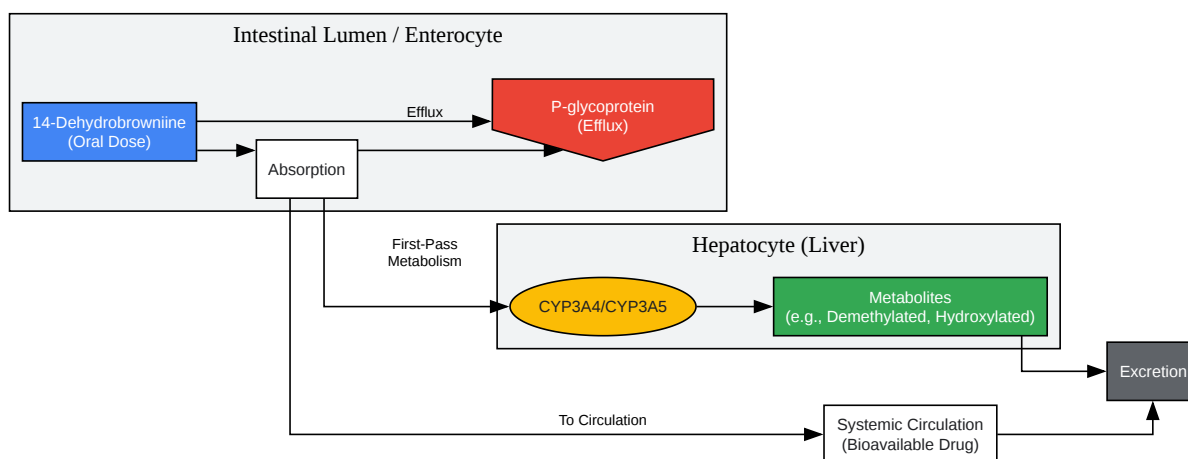 Intestinal Lumen / Enterocyte
14-Dehydrobrowniine
(Oral Dose)
Efflux
P-glycoprotein
(Efflux)
Absorption
First-Pass
Metabolism
Hepatocyte (Liver)
CYP3A4/CYP3A5
Metabolites
(e.g., Demethylated, Hydroxylated)
Excretion
To Circulation
Systemic Circulation
(Bioavailable Drug)